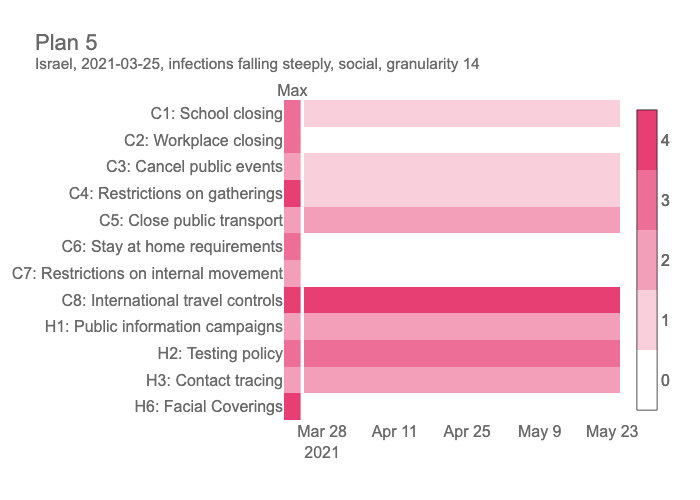 Plan 5
Israel, 2021-03-25, infections falling steeply, social, granularity 14
Max
C1: School closing
C2: Workplace closing
C3: Cancel public events
C4: Restrictions on gatherings
C5: Close public transport
C6: Stay at home requirements
C7: Restrictions on internal movement
C8: International travel controls
H1: Public information campaigns
H2: Testing policy
H3: Contact tracing
H6: Facial Coverings
Mar 28 Apr 11 Apr 25 May 9 May 23
2021
4
3
2
1
0